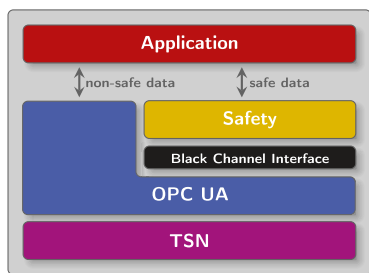 Application
non-safe data
safe data
Safety
Black Channel Interface
OPC UA
TSN